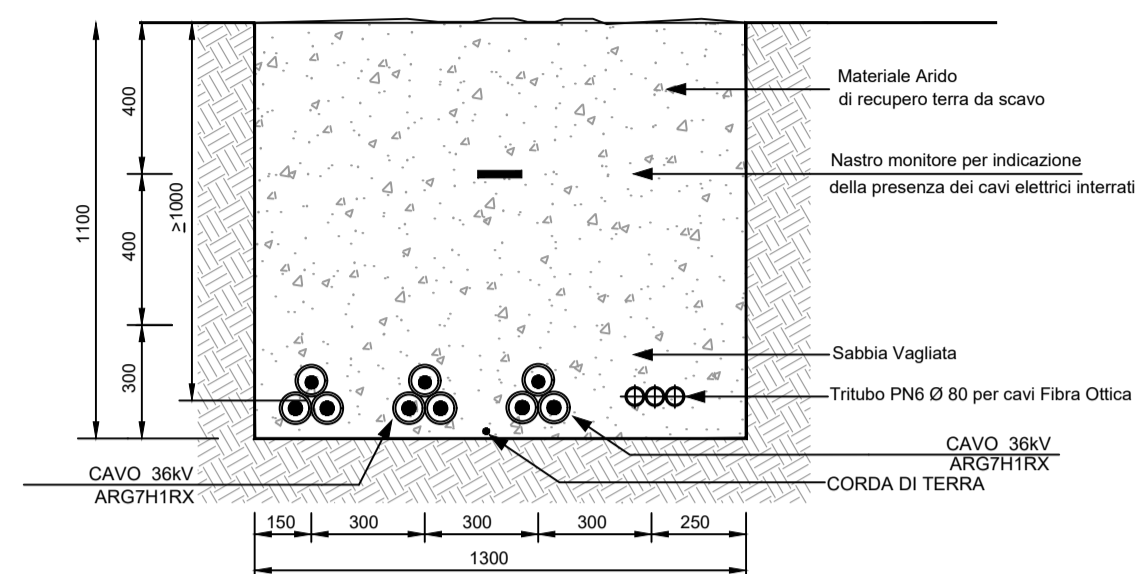 Materiale Arido
di recupero terra da scavo
Nastro monitore per indicazione
della presenza dei cavi elettrici interrati
Sabbia Vagliata
Tritubo PN6 Ø 80 per cavi Fibra Ottica
CAVO 36kV
ARG7H1RX
CORDA DI TERRA
CAVO 36kV
ARG7H1RX
1100
400
400
300
≥1000
150
300
300
300
250
1300